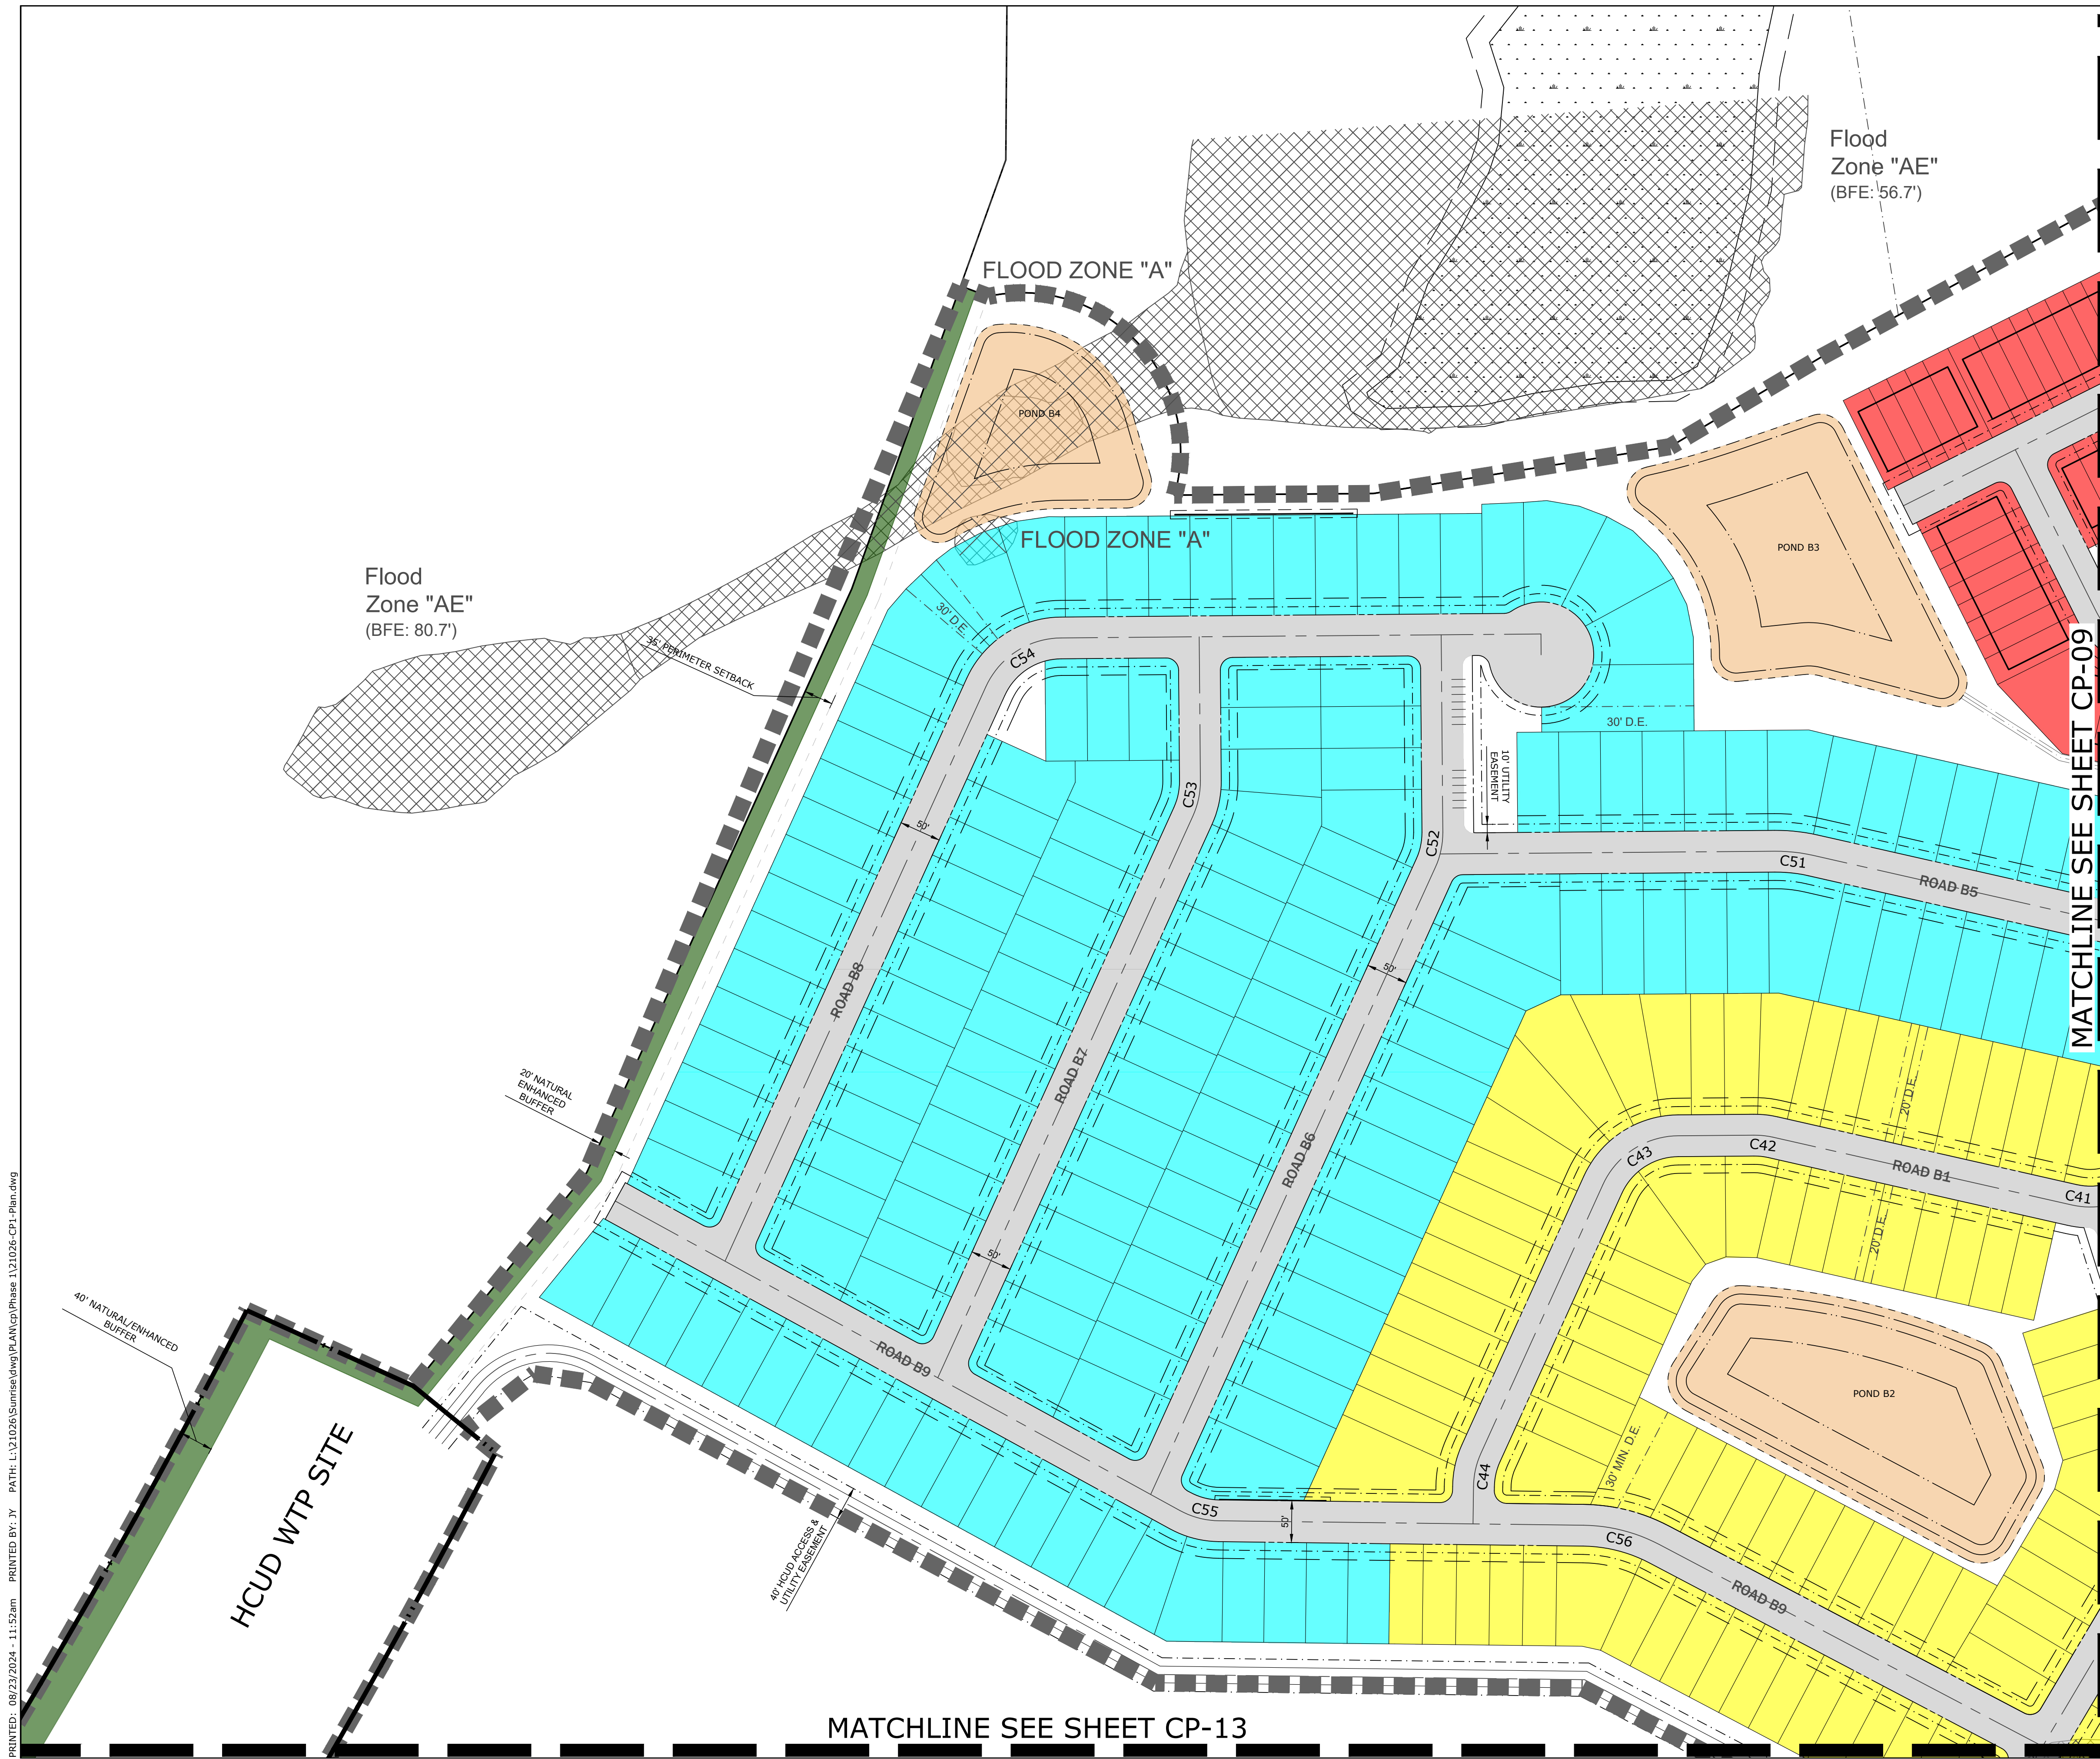 Flood
Zone "AE"
(BFE: 56.7')
FLOOD ZONE "A"
POND B4
POND B3
FLOOD ZONE "A"
Flood
Zone "AE"
(BFE: 80.7')
35' PERIMETER SETBACK
30' D.E.
C54
30' D.E.
10' UTILITY
EASEMENT
C53
50'
C52
C51
ROAD B5
MATCHLINE SEE SHEET CP-09
50'
ROAD B8
ROAD B7
ROAD B6
20' NATURAL
ENHANCED
BUFFER
20' D.E.
C43
C42
ROAD B1
C41
20' D.E.
50'
40' NATURAL/ENHANCED
BUFFER
ROAD B9
POND B2
30' MIN. D.E.
C44
HCUD WTP SITE
40' HCUD ACCESS &
UTILITY EASEMENT
C55
50'
C56
ROAD B9
MATCHLINE SEE SHEET CP-13
PRINTED: 08/23/2024 - 11:52am PRINTED BY: JY PATH: L:\21026\Sunrise\dwg\PLAN\cp\Phase 1\21026-CP1-Plan.dwg